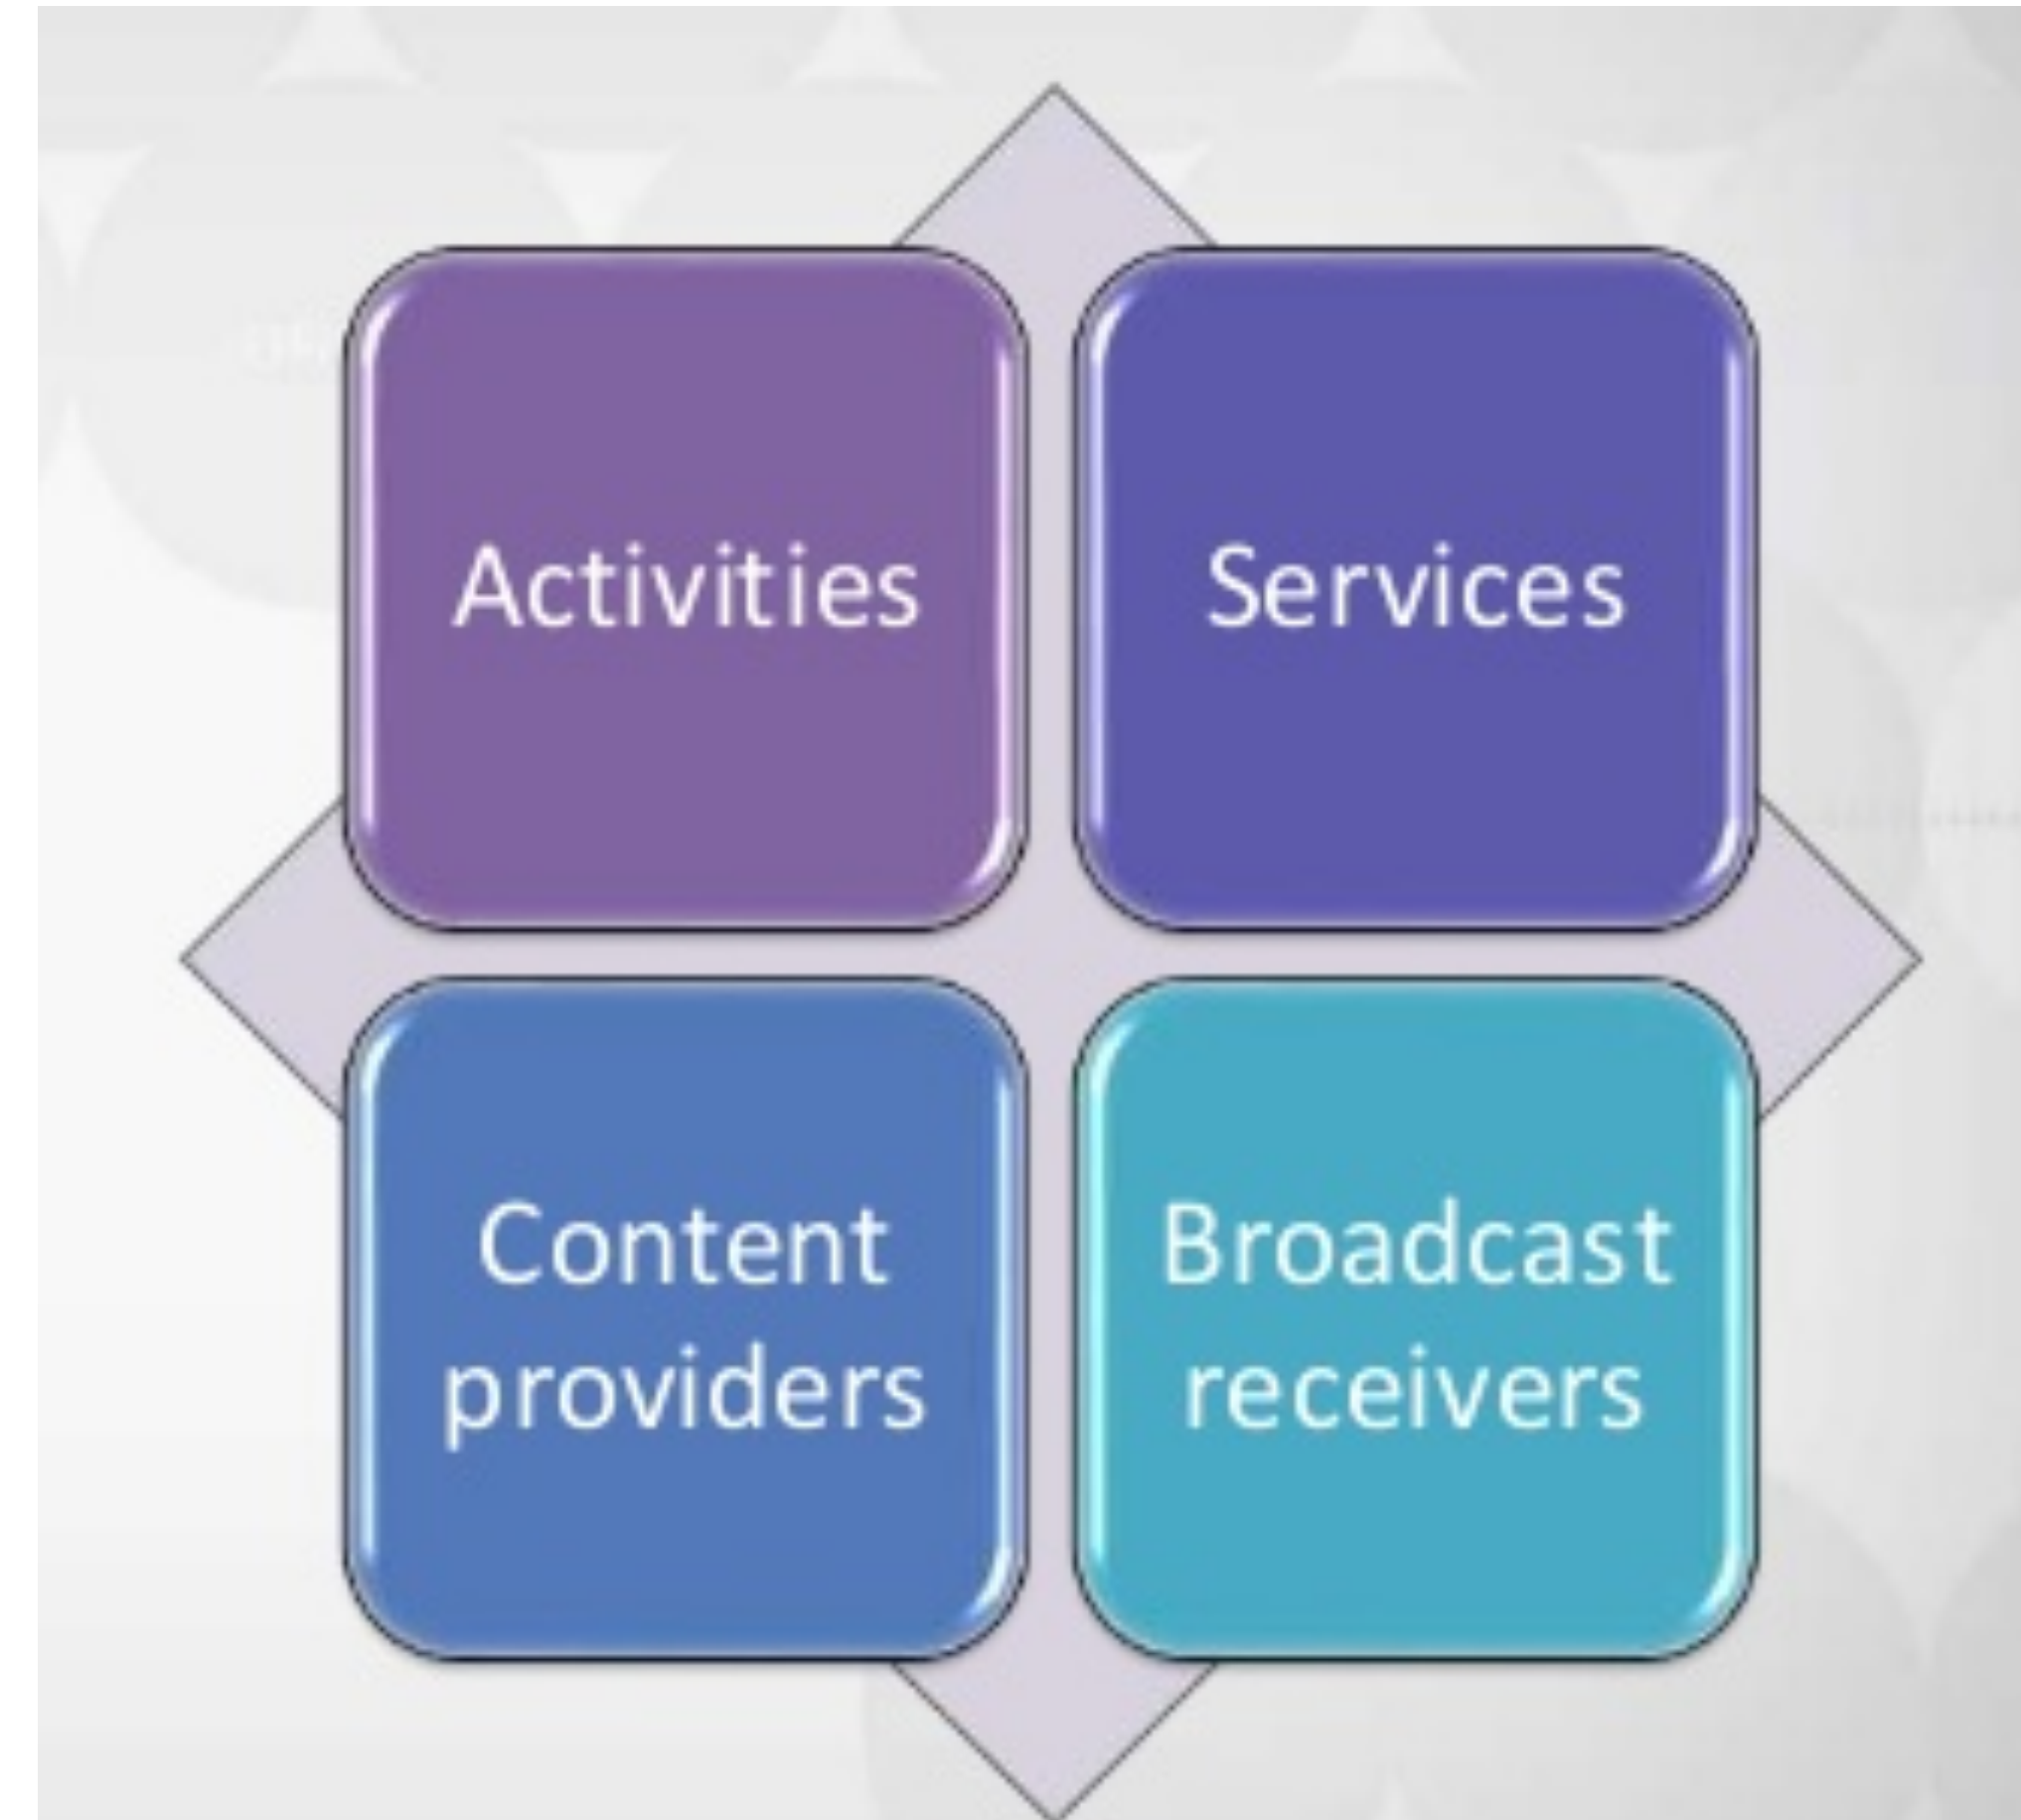 Activities
Services
Content
providers
Broadcast
receivers